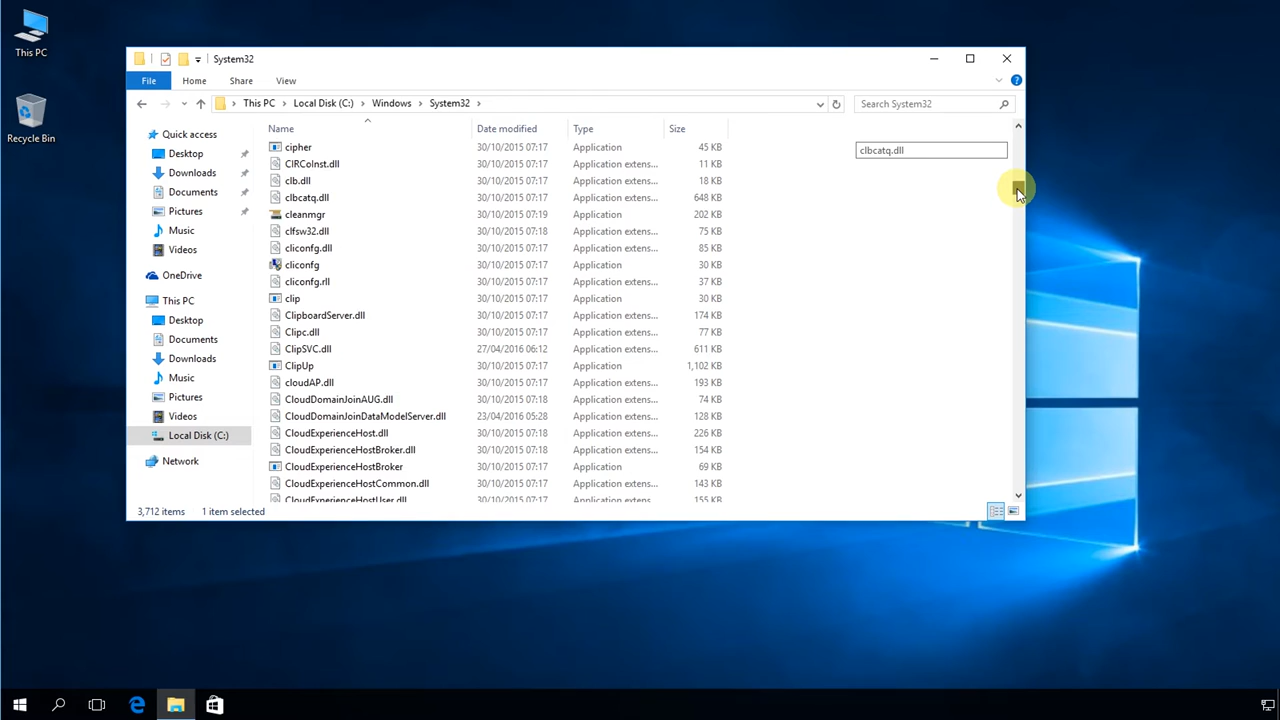 This PC
Recycle Bin
System32
File Home Share View
This PC > Local Disk (C:) > Windows > System32 >
Search System32
Quick access
Desktop
Downloads
Documents
Pictures
Music
Videos
OneDrive
This PC
Desktop
Documents
Downloads
Music
Pictures
Videos
Local Disk (C:)
Network
Name Date modified Type Size
cipher 30/10/2015 07:17 Application 45 KB
CIRCoInst.dll 30/10/2015 07:17 Application extens... 11 KB
clb.dll 30/10/2015 07:17 Application extens... 18 KB
clbcatq.dll 30/10/2015 07:17 Application extens... 648 KB
cleanmgr 30/10/2015 07:19 Application 202 KB
clfsw32.dll 30/10/2015 07:18 Application extens... 75 KB
cliconfg.dll 30/10/2015 07:17 Application extens... 85 KB
cliconfg 30/10/2015 07:17 Application 30 KB
cliconfg.rll 30/10/2015 07:17 Application extens... 37 KB
clip 30/10/2015 07:17 Application 30 KB
ClipboardServer.dll 30/10/2015 07:17 Application extens... 174 KB
Clipc.dll 30/10/2015 07:17 Application extens... 77 KB
ClipSVC.dll 27/04/2016 06:12 Application extens... 611 KB
ClipUp 30/10/2015 07:17 Application 1,102 KB
cloudAP.dll 30/10/2015 07:17 Application extens... 193 KB
CloudDomainJoinAUG.dll 30/10/2015 07:17 Application extens... 74 KB
CloudDomainJoinDataModelServer.dll 23/04/2016 05:28 Application extens... 128 KB
CloudExperienceHost.dll 30/10/2015 07:18 Application extens... 226 KB
CloudExperienceHostBroker.dll 30/10/2015 07:18 Application extens... 154 KB
CloudExperienceHostBroker 30/10/2015 07:17 Application 69 KB
CloudExperienceHostCommon.dll 30/10/2015 07:17 Application extens... 143 KB
CloudExperienceHostUser.dll 30/10/2015 07:17 Application extens... 155 KB
clbcatq.dll
3,712 items 1 item selected